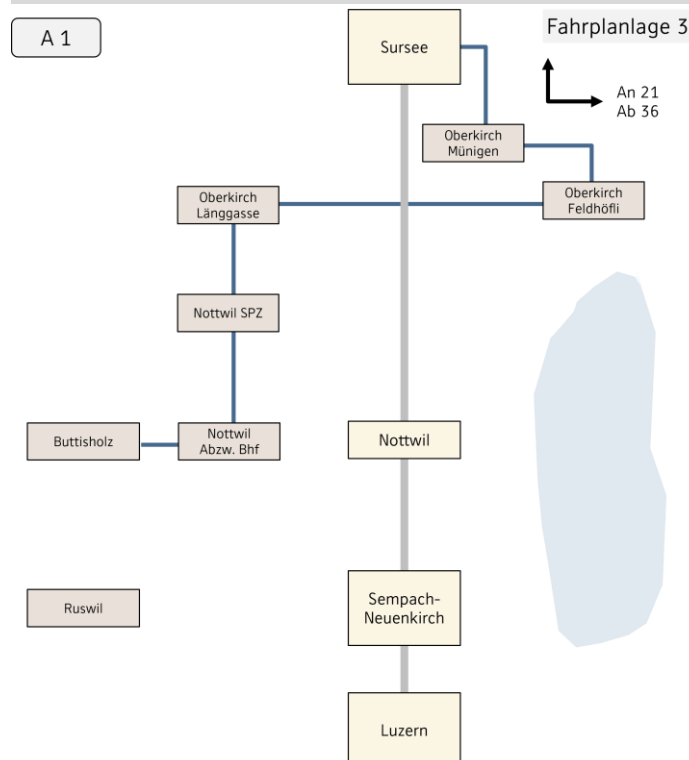 A 1
Sursee
Fahrplanlage 3
An 21
Ab 36
Oberkirch
Münigen
Oberkirch
Länggasse
Oberkirch
Feldhöfli
Nottwil SPZ
Buttisholz
Nottwil
Abzw. Bhf
Nottwil
Ruswil
Sempach-
Neuenkirch
Luzern